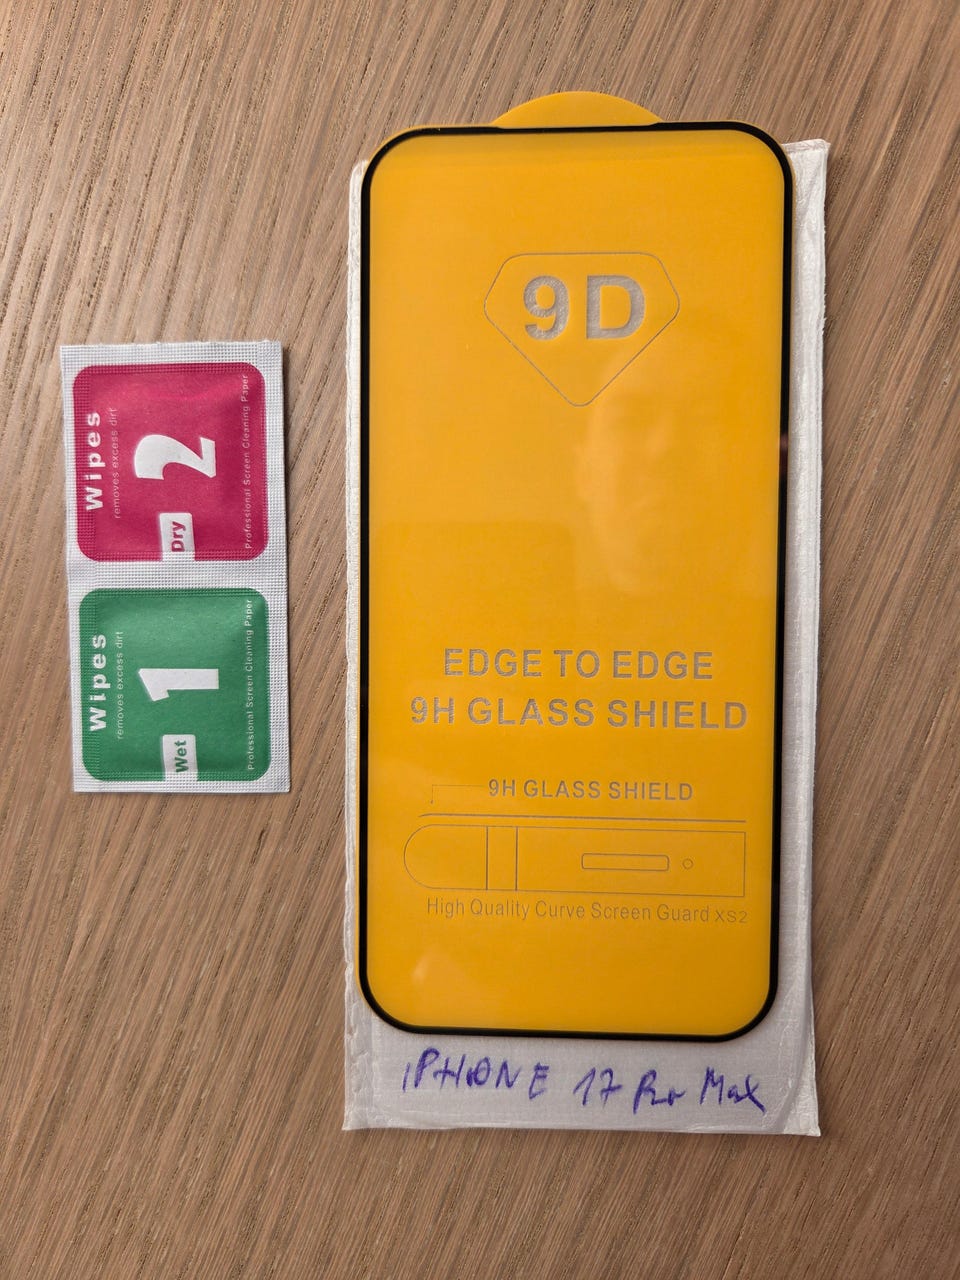 Wipes
removes excess dirt
2
Dry
Professional Screen Cleaning Paper
Wipes
removes excess dirt
1
Wet
Professional Screen Cleaning Paper
9D
EDGE TO EDGE
9H GLASS SHIELD
9H GLASS SHIELD
High Quality Curve Screen Guard XS2
iPHONE 17 Pro Max